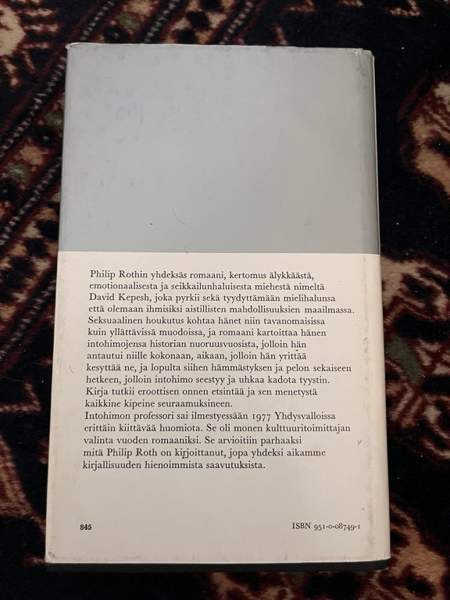 Philip Rothin yhdeksäs romaani, kertomus älykkäästä,
emotionaalisesta ja seikkailunhaluisesta miehestä nimeltä
David Kepesh, joka pyrkii sekä tyydyttämään mielihalunsa
että olemaan ihmisiksi aistillisten mahdollisuuksien maailmassa.
Seksuaalinen houkutus kohtaa hänet niin tavanomaisissa
kuin yllättävissä muodoissa, ja romaani kartoittaa hänen
intohimojensa historian nuoruusvuosista, jolloin hän
antautui niille kokonaan, aikaan, jolloin hän yrittää
kesyttää ne, ja lopulta siihen hämmästyksen ja pelon sekaiseen
hetkeen, jolloin intohimo seestyy ja uhkaa kadota tyystin.
Kirja tutkii eroottisen onnen etsintää ja sen menetystä
kaikkine kipeine seuraamuksineen.
Intohimon professori sai ilmestyessään 1977 Yhdysvalloissa
erittäin kiittävää huomiota. Se oli monen kulttuuritoimittajan
valinta vuoden romaaniksi. Se arvioitiin parhaaksi
mitä Philip Roth on kirjoittanut, jopa yhdeksi aikamme
kirjallisuuden hienoimmista saavutuksista.
845 ISBN 951-0-08749-1